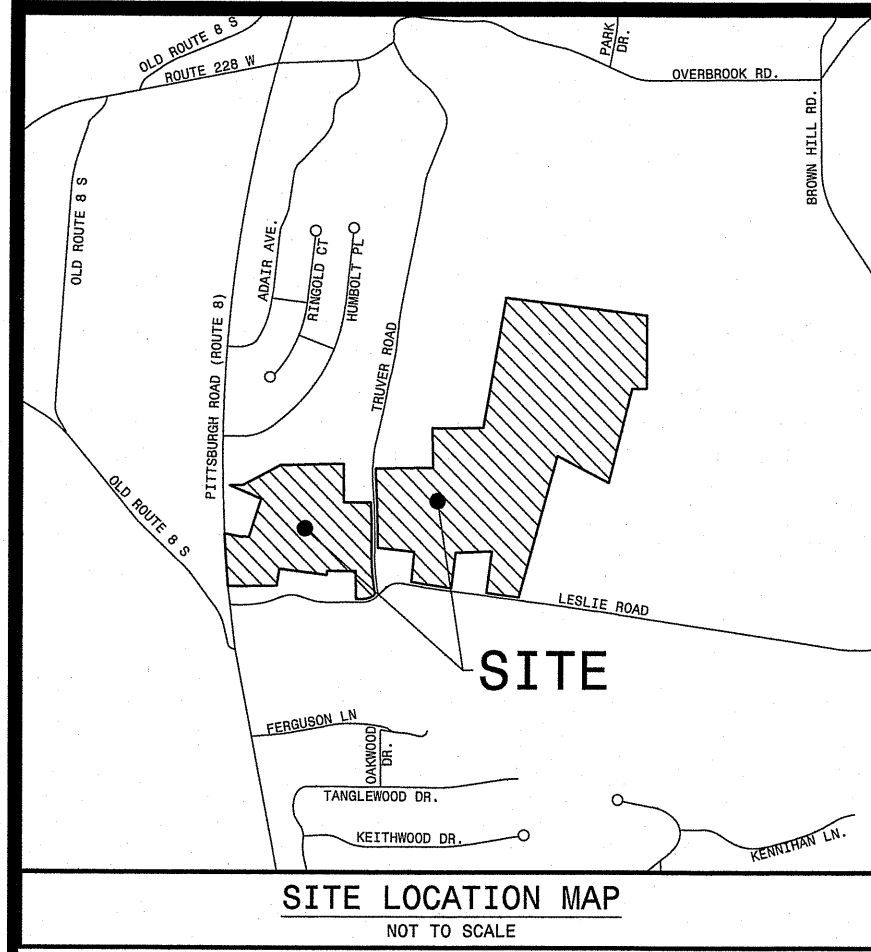 OLD ROUTE 8 S
ROUTE 228 W
PARK
DR.
OVERBROOK RD.
BROWN HILL RD.
OLD ROUTE 8 S
ADAIR AVE.
RINGOLD CT
HUMBOLT PL
PITTSBURGH ROAD (ROUTE 8)
TRUVER ROAD
OLD ROUTE 8 S
LESLIE ROAD
SITE
FERGUSON LN
OAKWOOD
DR.
TANGLEWOOD DR.
KEITHWOOD DR.
KENNIHAN LN.
SITE LOCATION MAP
NOT TO SCALE